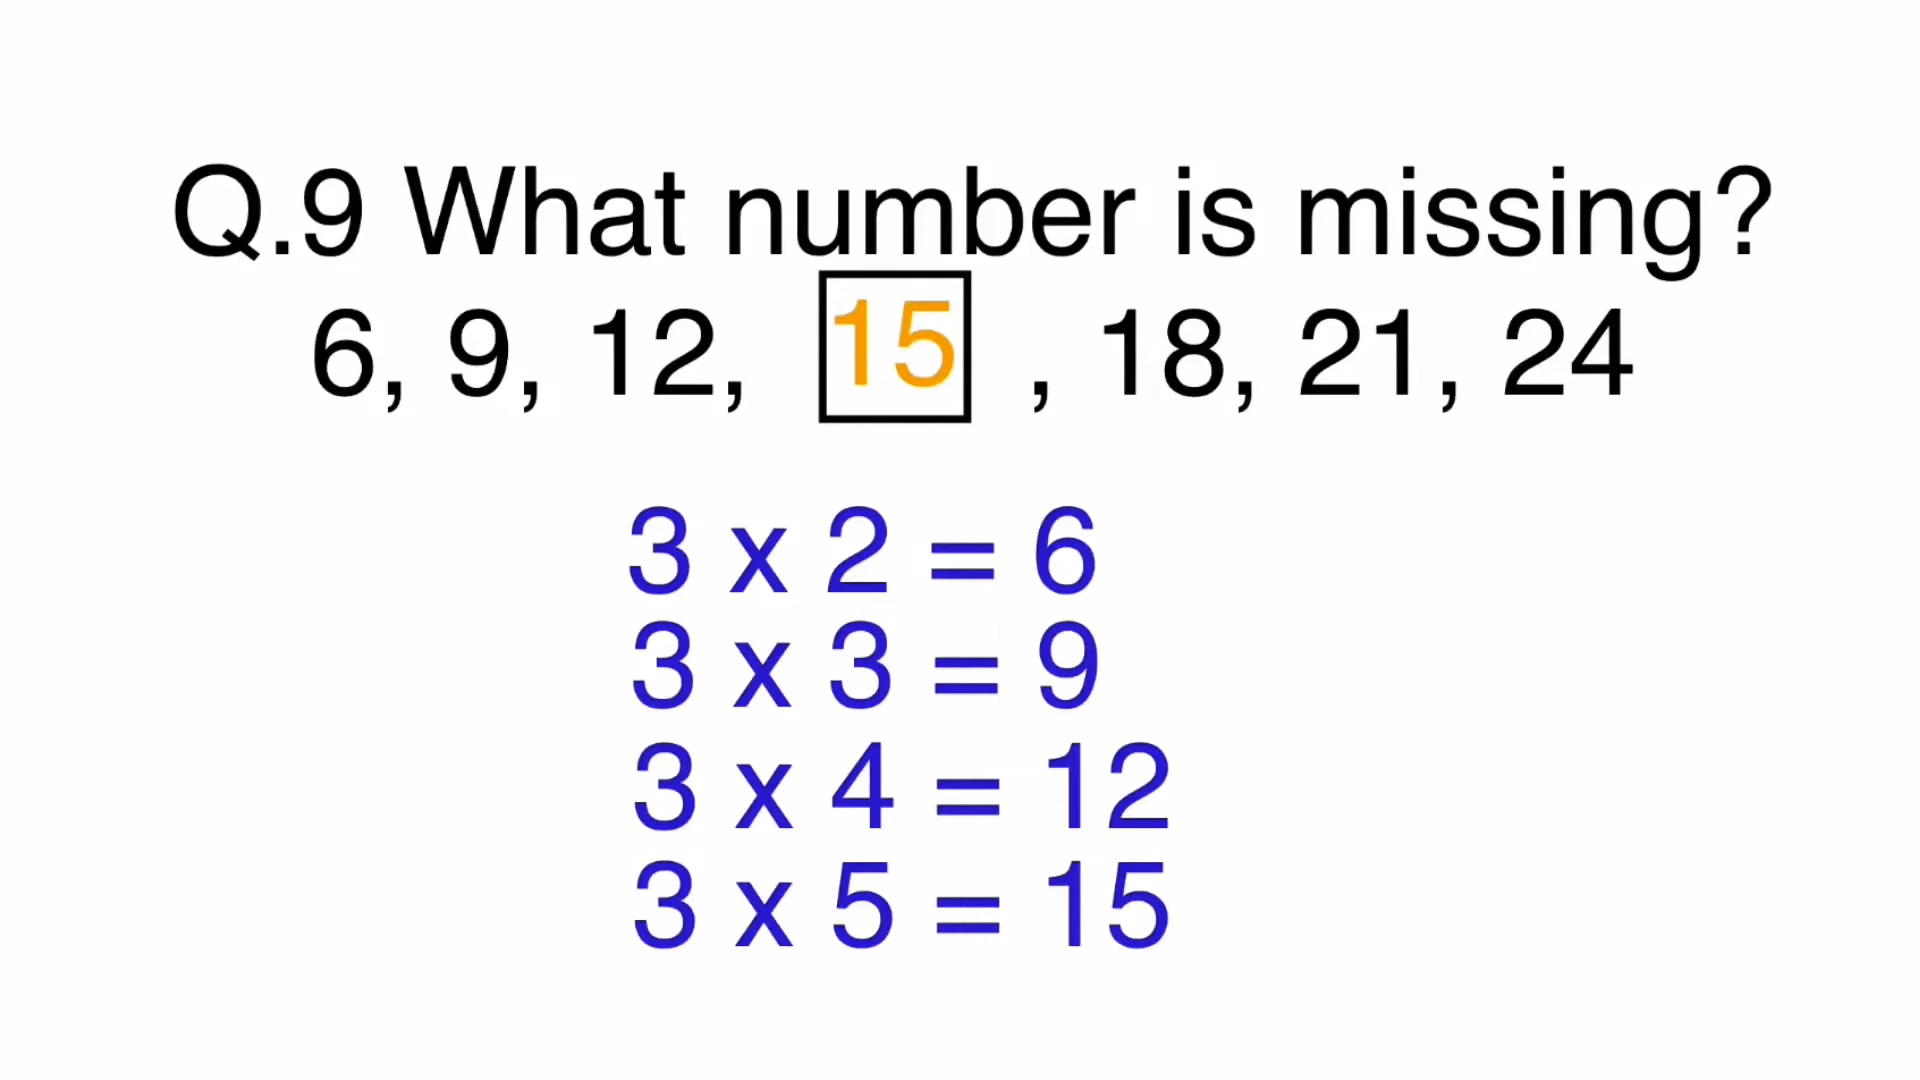 Q.9 What number is missing?
6, 9, 12, 15 , 18, 21, 24
3 x 2 = 6
3 x 3 = 9
3 x 4 = 12
3 x 5 = 15